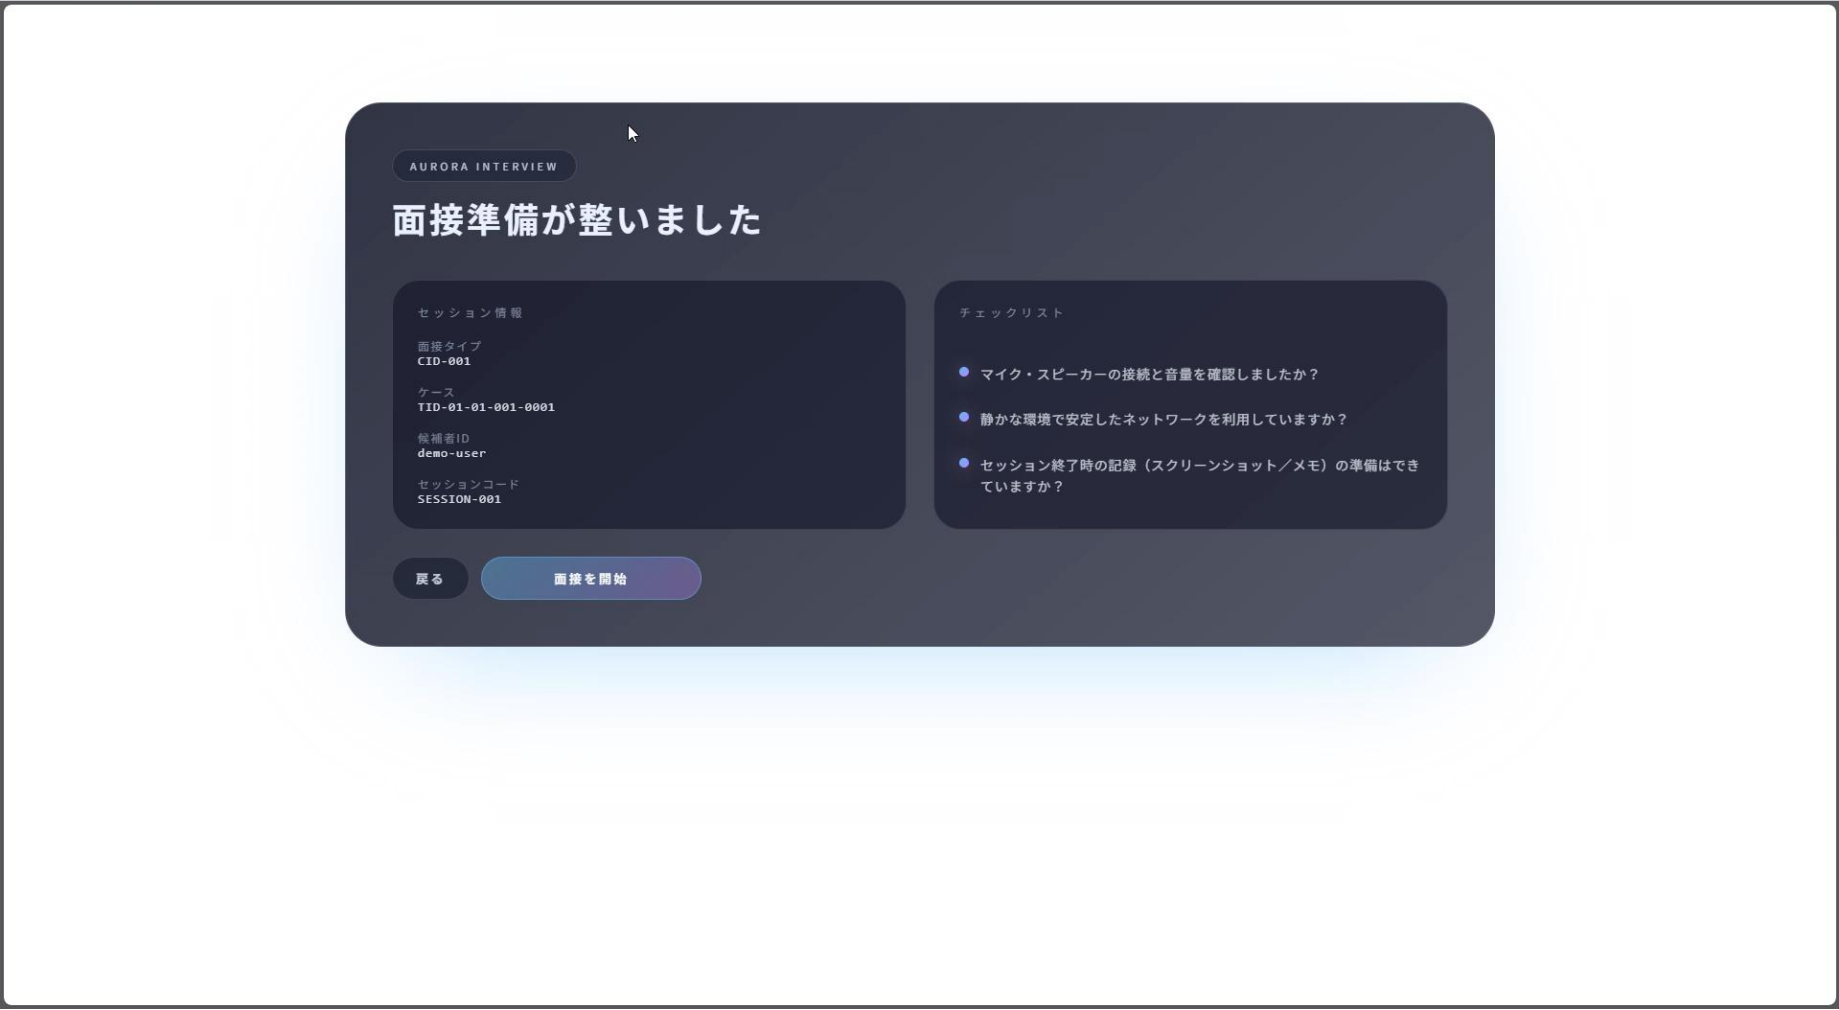 AURORA INTERVIEW
面接準備が整いました
セッション情報
面接タイプ
CID-001
ケース
TID-01-01-001-0001
候補者ID
demo-user
セッションコード
SESSION-001
チェックリスト
マイク・スピーカーの接続と音量を確認しましたか？
静かな環境で安定したネットワークを利用していますか？
セッション終了時の記録（スクリーンショット／メモ）の準備はでき
ていますか？
戻る
面接を開始